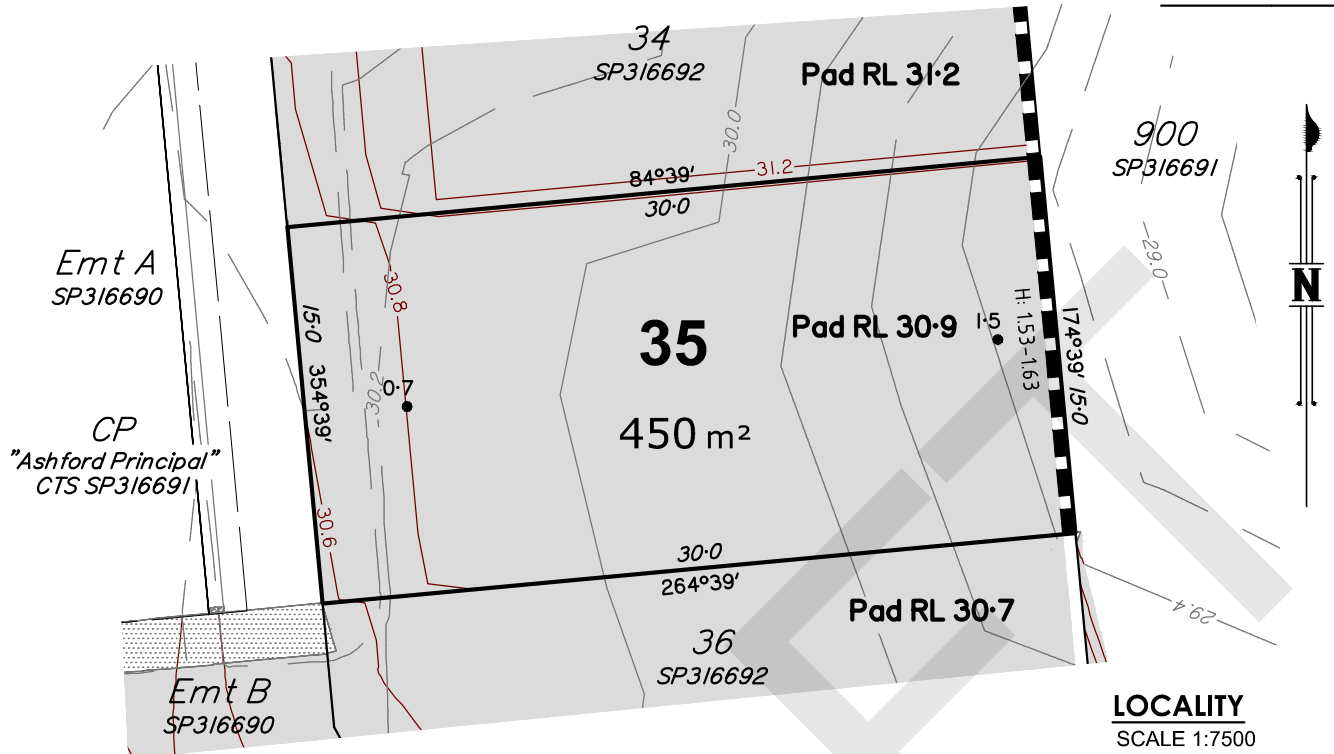 34
SP316692
Pad RL 31·2
30.0
900
SP316691
84°39′
31.2
30·0
Emt A
SP316690
29.0
N
30.8
15·0
354°39′
35
Pad RL 30·9
1·5
H: 1.53-1.63
174°39′ 15·0
0·7
30.2
450 m²
CP
"Ashford Principal"
CTS SP316691
30.6
30·0
264°39′
Pad RL 30·7
29.4
36
SP316692
Emt B
SP316690
LOCALITY
SCALE 1:7500